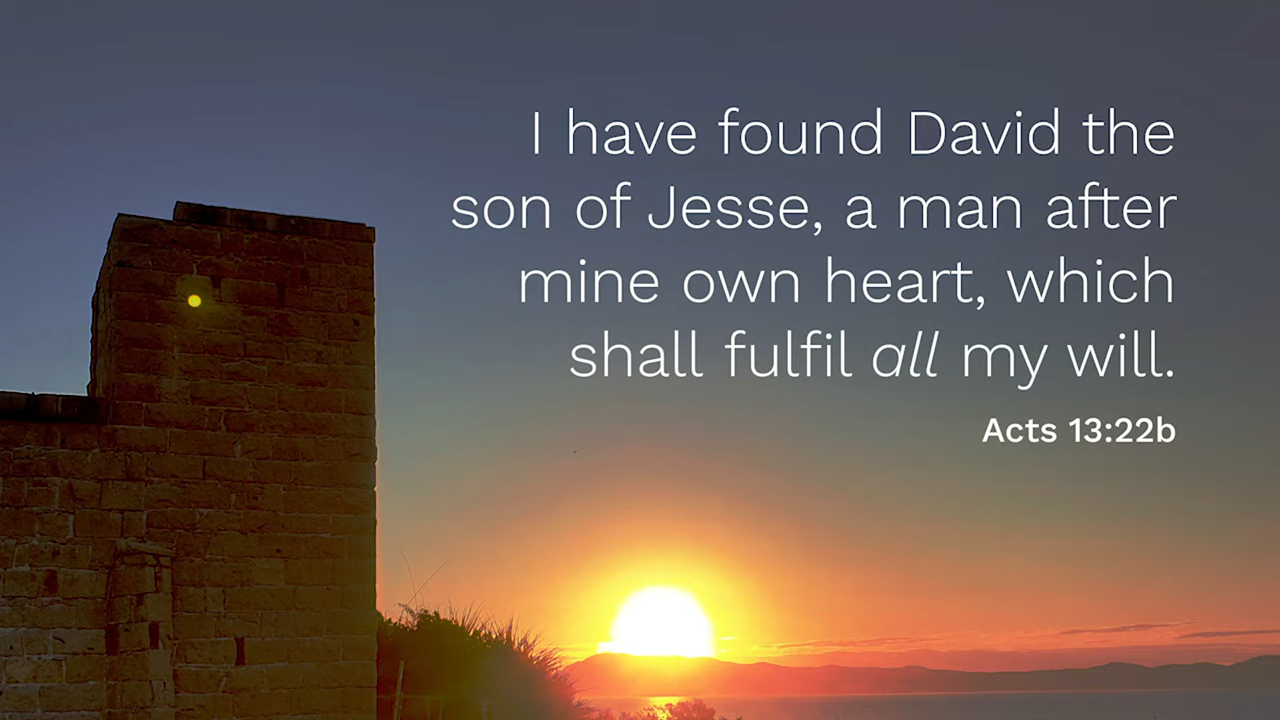 I have found David the
son of Jesse, a man after
mine own heart, which
shall fulfil all my will.
Acts 13:22b